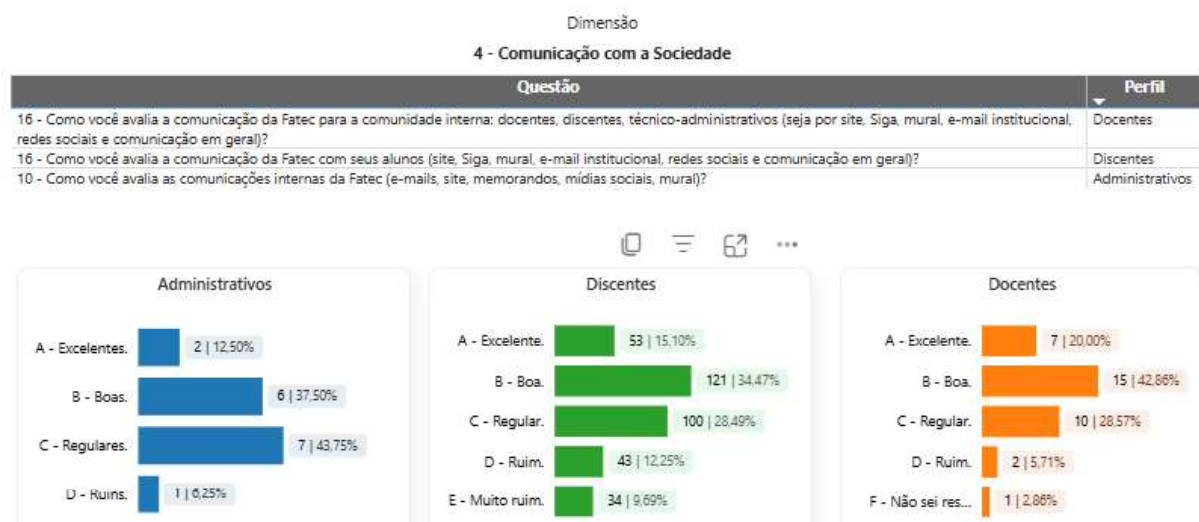 Dimensão
4 - Comunicação com a Sociedade
Questão Perfil
16 - Como você avalia a comunicação da Fatec para a comunidade interna: docentes, discentes, técnico-administrativos (seja por site, Siga, mural, e-mail institucional, Docentes
redes sociais e comunicação em geral)?
16 - Como você avalia a comunicação da Fatec com seus alunos (site, Siga, mural, e-mail institucional, redes sociais e comunicação em geral)? Discentes
10 - Como você avalia as comunicações internas da Fatec (e-mails, site, memorandos, mídias sociais, mural)? Administrativos
Administrativos
A - Excelentes. 2 | 12,50%
B - Boas. 6 | 37,50%
C - Regulares. 7 | 43,75%
D - Ruins. 1 | 6,25%
Discentes
A - Excelente. 53 | 15,10%
B - Boa. 121 | 34,47%
C - Regular. 100 | 28,49%
D - Ruim. 43 | 12,25%
E - Muito ruim. 34 | 9,69%
Docentes
A - Excelente. 7 | 20,00%
B - Boa. 15 | 42,86%
C - Regular. 10 | 28,57%
D - Ruim. 2 | 5,71%
F - Não sei res... 1 | 2,86%